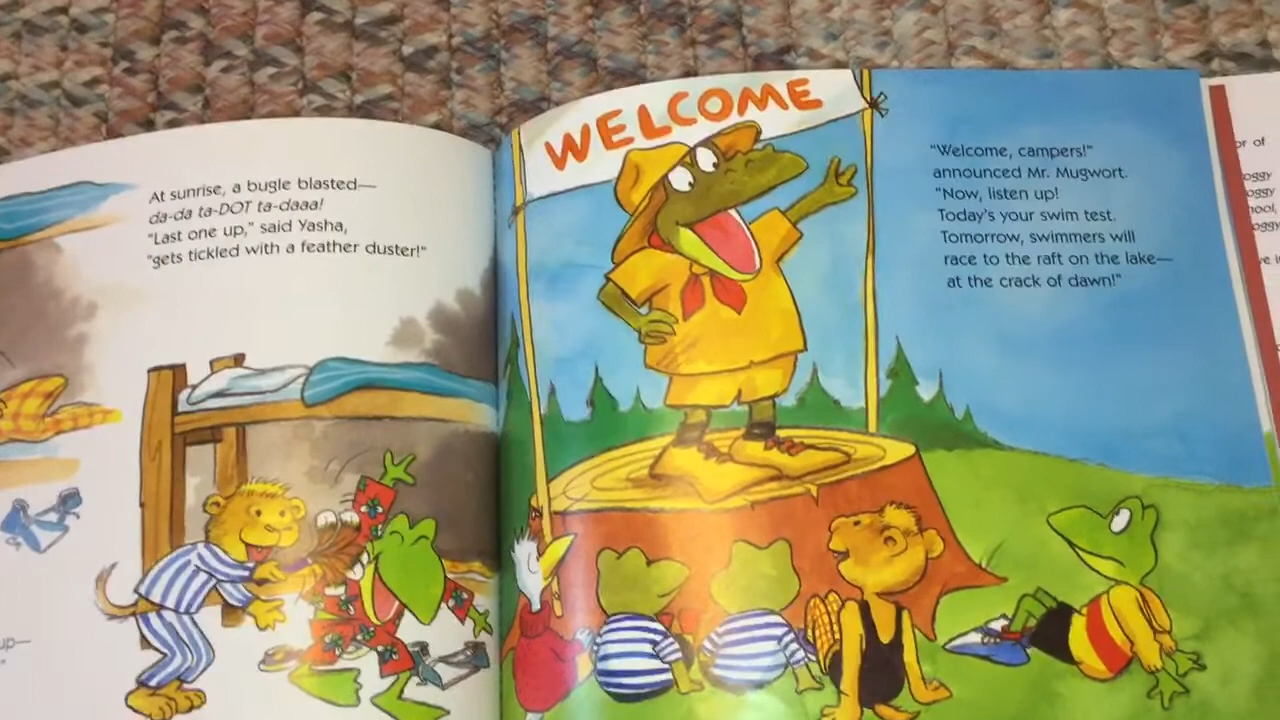 At sunrise, a bugle blasted—
da-da ta-DOT ta-daaa!
"Last one up," said Yasha,
"gets tickled with a feather duster!"
up—
WELCOME
"Welcome, campers!"
announced Mr. Mugwort.
"Now, listen up!
Today's your swim test.
Tomorrow, swimmers will
race to the raft on the lake—
at the crack of dawn!"
of